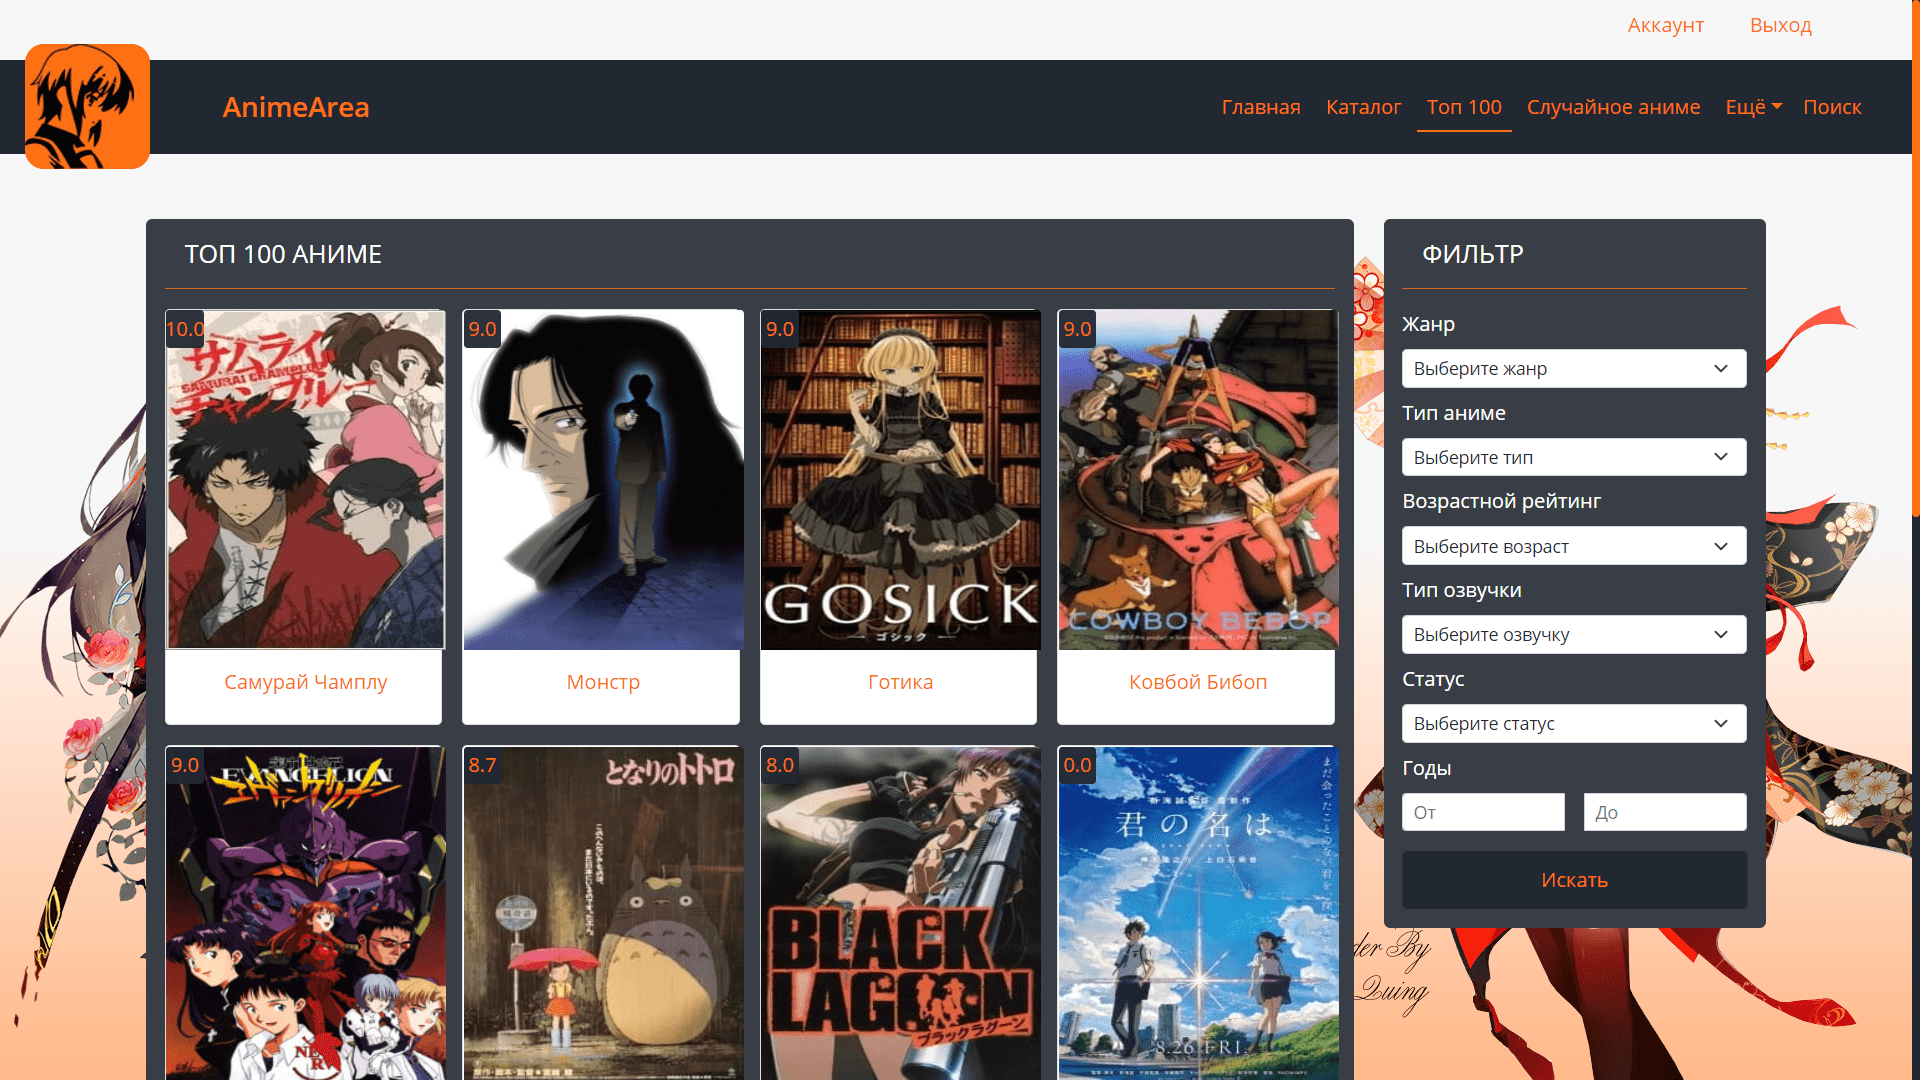 Аккаунт Выход
AnimeArea
Главная Каталог Топ 100 Случайное аниме Ещё Поиск
ТОП 100 АНИМЕ
10.0
サムライ
SAMURAI CHAMPLOO
チャンプルー
Самурай Чамплу
9.0
Монстр
9.0
GOSICK
ゴシック
Готика
9.0
COWBOY BEBOP
Ковбой Бибоп
9.0
EVANGELION
8.7
となりのトトロ
8.0
BLACK
LAGOON
ブラックラグーン
0.0
君の名は。
8.26 FRI.
ФИЛЬТР
Жанр
Выберите жанр
Тип аниме
Выберите тип
Возрастной рейтинг
Выберите возраст
Тип озвучки
Выберите озвучку
Статус
Выберите статус
Годы
От До
Искать
der By
Quing